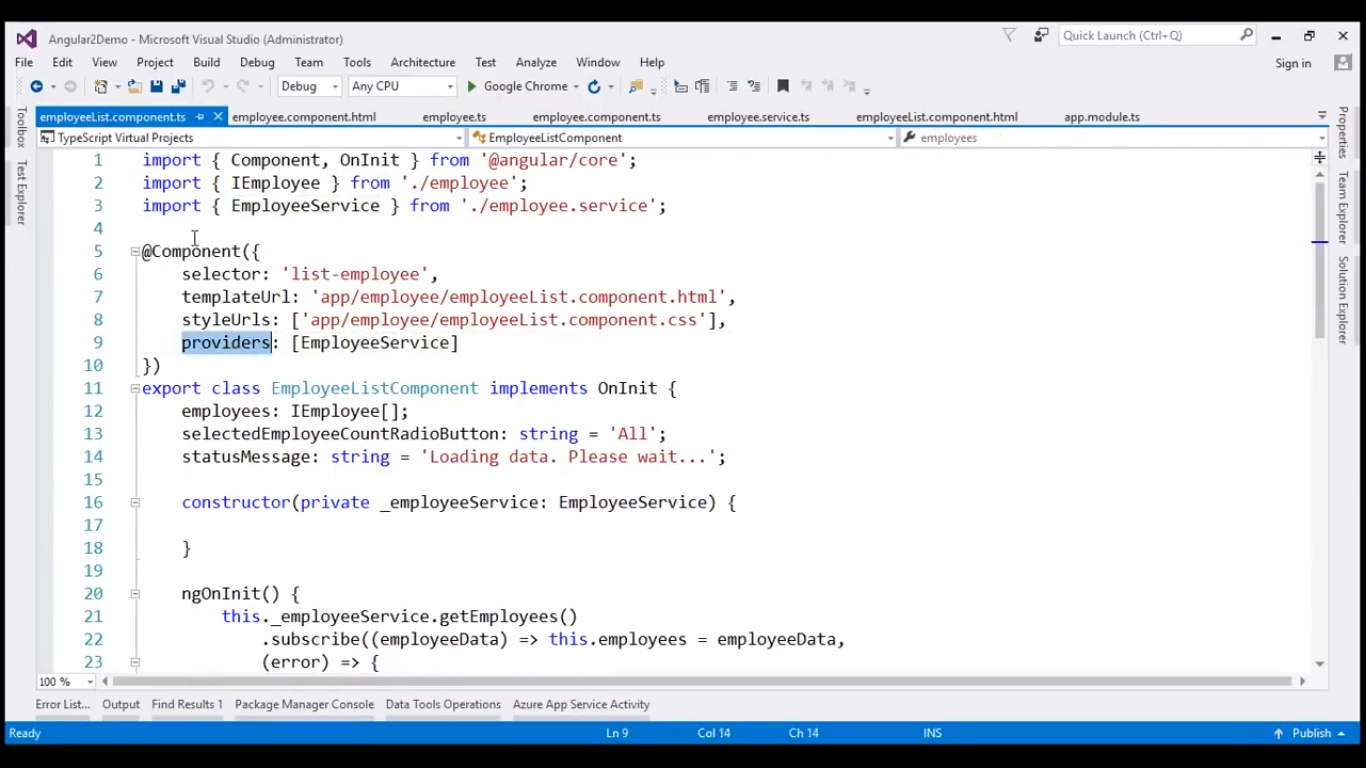 Angular2Demo - Microsoft Visual Studio (Administrator)
Quick Launch (Ctrl+Q)
File Edit View Project Build Debug Team Tools Architecture Test Analyze Window Help
Sign in
Debug Any CPU Google Chrome
employeeList.component.ts employee.component.html employee.ts employee.component.ts employee.service.ts employeeList.component.html app.module.ts
TypeScript Virtual Projects EmployeeListComponent employees
Toolbox
Test Explorer
1 import { Component, OnInit } from '@angular/core';
2 import { IEmployee } from './employee';
3 import { EmployeeService } from './employee.service';
4
5 @Component({
6 selector: 'list-employee',
7 templateUrl: 'app/employee/employeeList.component.html',
8 styleUrls: ['app/employee/employeeList.component.css'],
9 providers: [EmployeeService]
10 })
11 export class EmployeeListComponent implements OnInit {
12 employees: IEmployee[];
13 selectedEmployeeCountRadioButton: string = 'All';
14 statusMessage: string = 'Loading data. Please wait...';
15
16 constructor(private _employeeService: EmployeeService) {
17
18 }
19
20 ngOnInit() {
21 this._employeeService.getEmployees()
22 .subscribe((employeeData) => this.employees = employeeData,
23 (error) => {
Properties
Team Explorer
Solution Explorer
100 %
Error List... Output Find Results 1 Package Manager Console Data Tools Operations Azure App Service Activity
Ready Ln 9 Col 14 Ch 14 INS Publish